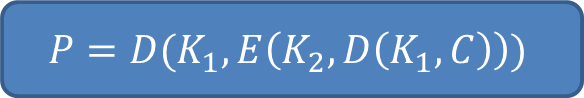 P = D(K₁, E(K₂, D(K₁, C)))